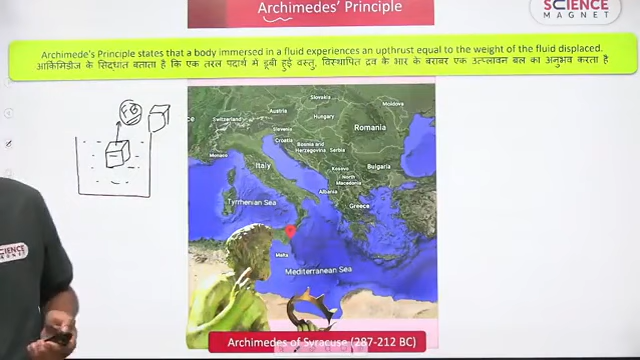 Archimedes' Principle
SCIENCE
MAGNET
Archimede's Principle states that a body immersed in a fluid experiences an upthrust equal to the weight of the fluid displaced.
आर्किमिडीज के सिद्धांत बताता है कि एक तरल पदार्थ में डूबी हुई वस्तु, विस्थापित द्रव के भार के बराबर एक उत्प्लावन बल का अनुभव करता है
Slovakia
Moldova
Austria
Switzerland
Hungary
Slovenia
Romania
Croatia
Bosnia and
Herzegovina
Serbia
Monaco
Italy
Kosovo
Bulgaria
North
Macedonia
Albania
Tyrrhenian Sea
Greece
Malta
Mediterranean Sea
SCIENCE
MAGNET
Archimedes of Syracuse (287-212 BC)